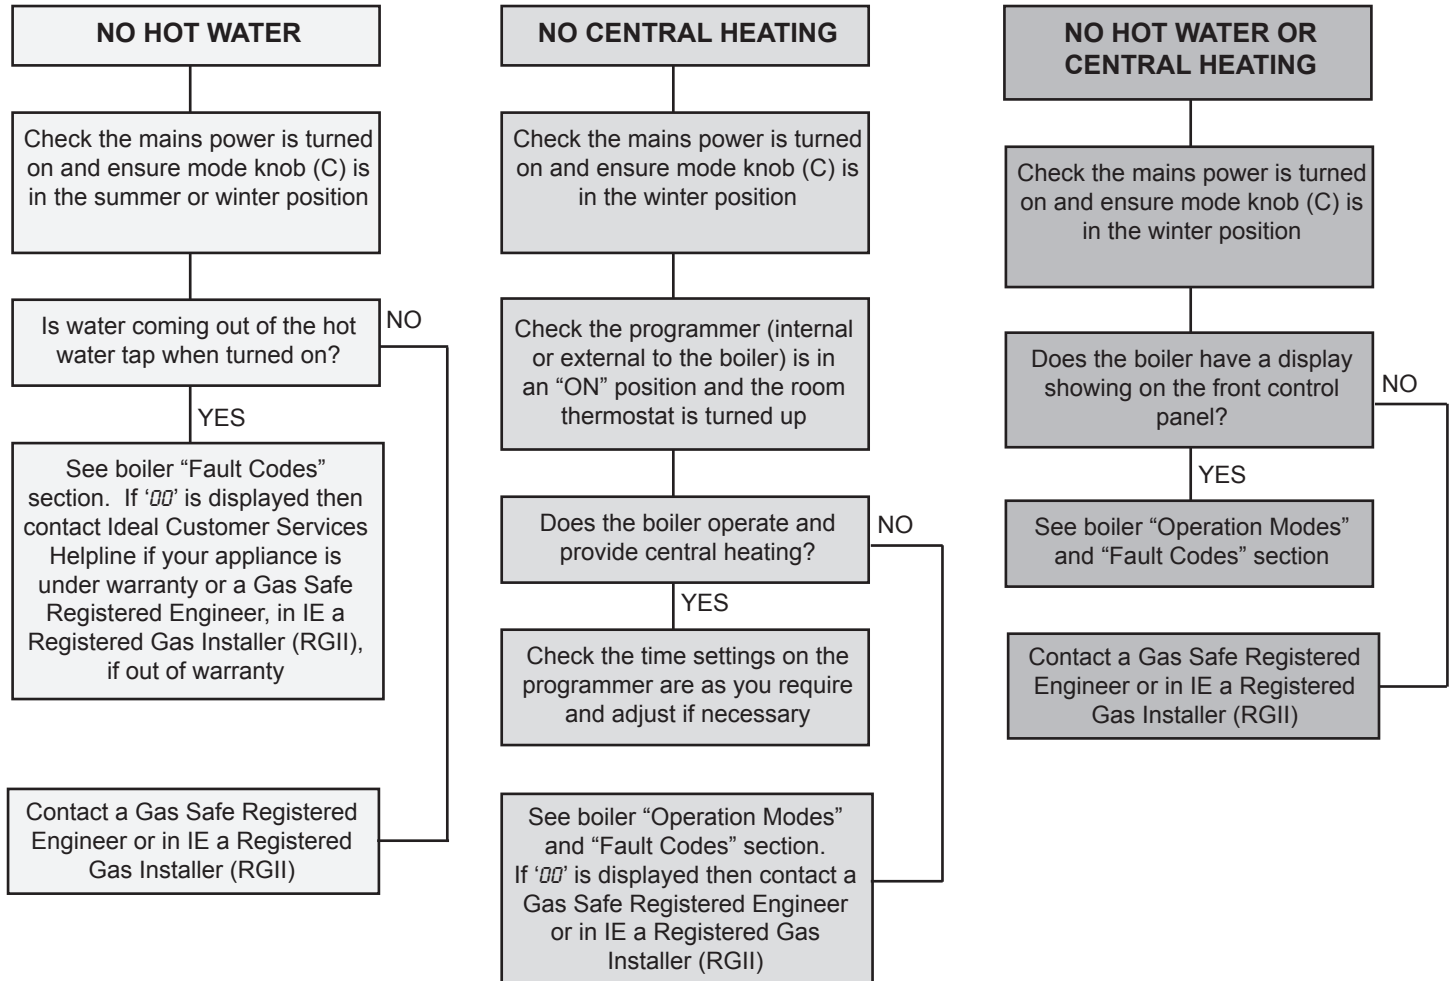 NO HOT WATER
Check the mains power is turned
on and ensure mode knob (C) is
in the summer or winter position
Is water coming out of the hot
water tap when turned on?
NO
YES
See boiler “Fault Codes”
section.  If ‘00’ is displayed then
contact Ideal Customer Services
Helpline if your appliance is
under warranty or a Gas Safe
Registered Engineer, in IE a
Registered Gas Installer (RGII),
if out of warranty
Contact a Gas Safe Registered
Engineer or in IE a Registered
Gas Installer (RGII)
NO CENTRAL HEATING
Check the mains power is turned
on and ensure mode knob (C) is
in the winter position
Check the programmer (internal
or external to the boiler) is in
an “ON” position and the room
thermostat is turned up
Does the boiler operate and
provide central heating?
NO
YES
Check the time settings on the
programmer are as you require
and adjust if necessary
See boiler “Operation Modes”
and “Fault Codes” section.
If ‘00’ is displayed then contact a
Gas Safe Registered Engineer
or in IE a Registered Gas
Installer (RGII)
NO HOT WATER OR
CENTRAL HEATING
Check the mains power is turned
on and ensure mode knob (C) is
in the winter position
Does the boiler have a display
showing on the front control
panel?
NO
YES
See boiler “Operation Modes”
and “Fault Codes” section
Contact a Gas Safe Registered
Engineer or in IE a Registered
Gas Installer (RGII)